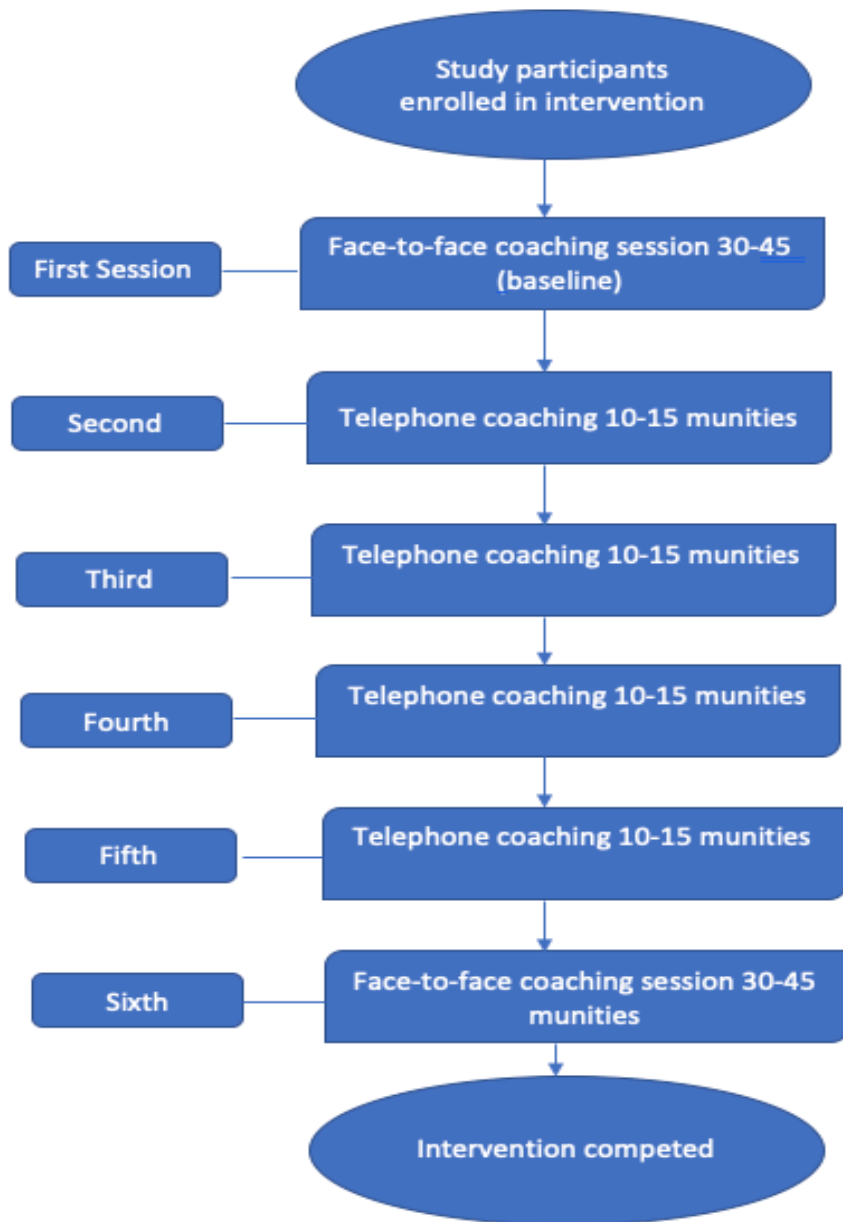 Study participants
enrolled in intervention
First Session
Face-to-face coaching session 30-45
(baseline)
Second
Telephone coaching 10-15 munities
Third
Telephone coaching 10-15 munities
Fourth
Telephone coaching 10-15 munities
Fifth
Telephone coaching 10-15 munities
Sixth
Face-to-face coaching session 30-45
munities
Intervention competed